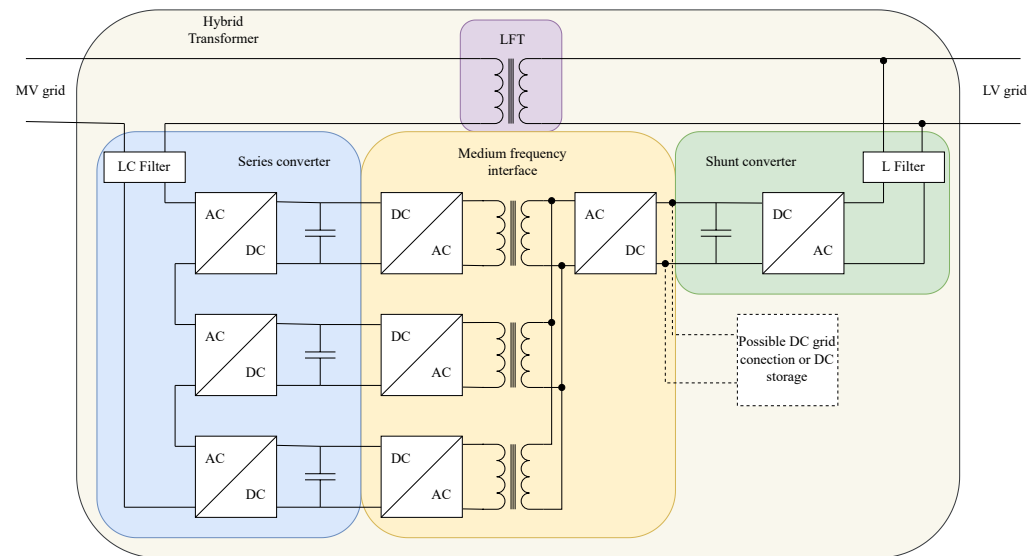 Hybrid
Transformer
LFT
MV grid
LV grid
LC Filter
Series converter
Medium frequency
interface
Shunt converter
L Filter
AC
DC
DC
AC
AC
DC
DC
AC
AC
DC
DC
AC
Possible DC grid
conection or DC
storage
AC
DC
DC
AC